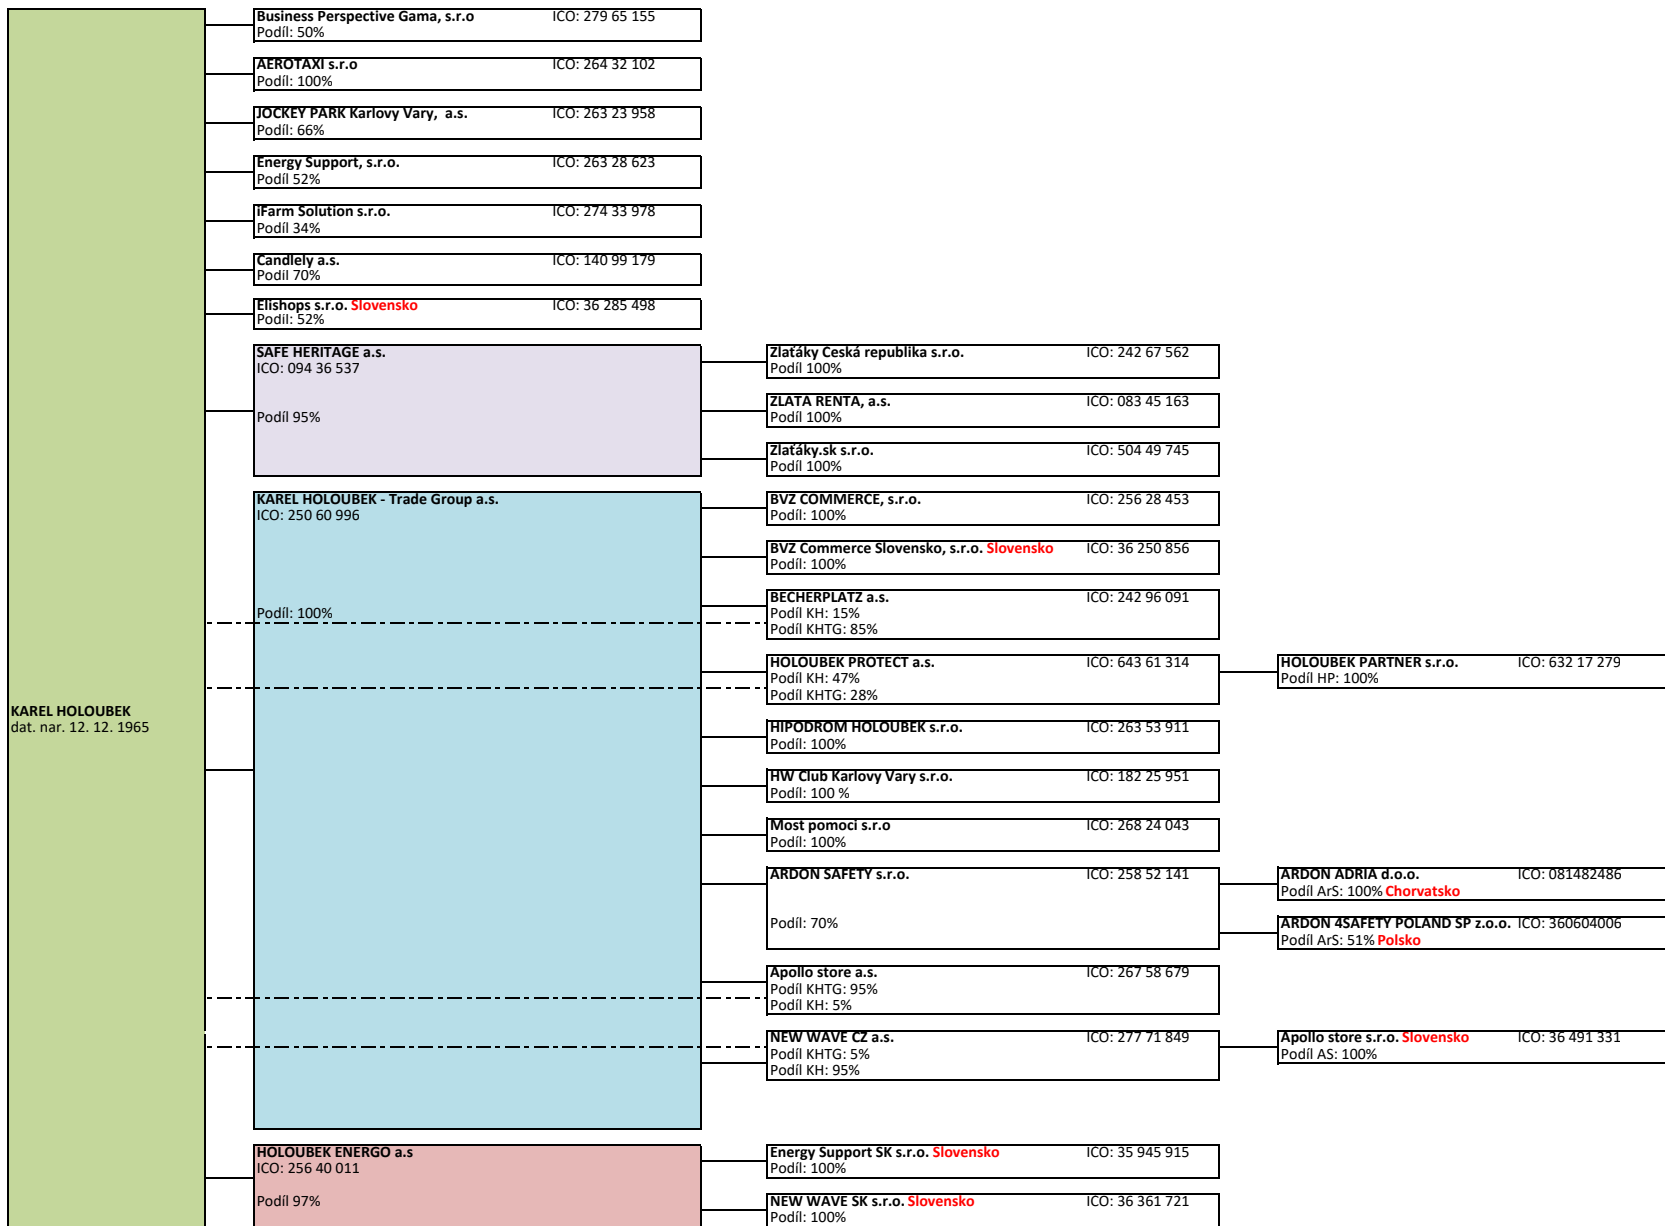 Business Perspective Gama, s.r.o ICO: 279 65 155
Podíl: 50%
AEROTAXI s.r.o ICO: 264 32 102
Podíl: 100%
JOCKEY PARK Karlovy Vary, a.s. ICO: 263 23 958
Podíl: 66%
Energy Support, s.r.o. ICO: 263 28 623
Podíl 52%
iFarm Solution s.r.o. ICO: 274 33 978
Podíl 34%
Candlely a.s. ICO: 140 99 179
Podíl 70%
Elishops s.r.o. Slovensko ICO: 36 285 498
Podíl: 52%
SAFE HERITAGE a.s.
ICO: 094 36 537
Podíl 95%
Zlaťáky Česká republika s.r.o. ICO: 242 67 562
Podíl 100%
ZLATA RENTA, a.s. ICO: 083 45 163
Podíl 100%
Zlaťáky.sk s.r.o. ICO: 504 49 745
Podíl 100%
KAREL HOLOUBEK - Trade Group a.s.
ICO: 250 60 996
Podíl: 100%
BVZ COMMERCE, s.r.o. ICO: 256 28 453
Podíl: 100%
BVZ Commerce Slovensko, s.r.o. Slovensko ICO: 36 250 856
Podíl: 100%
BECHERPLATZ a.s. ICO: 242 96 091
Podíl KH: 15%
Podíl KHTG: 85%
HOLOUBEK PROTECT a.s. ICO: 643 61 314
Podíl KH: 47%
Podíl KHTG: 28%
HOLOUBEK PARTNER s.r.o. ICO: 632 17 279
Podíl HP: 100%
KAREL HOLOUBEK
dat. nar. 12. 12. 1965
HIPODROM HOLOUBEK s.r.o. ICO: 263 53 911
Podíl: 100%
HW Club Karlovy Vary s.r.o. ICO: 182 25 951
Podíl: 100 %
Most pomoci s.r.o ICO: 268 24 043
Podíl: 100%
ARDON SAFETY s.r.o. ICO: 258 52 141
Podíl: 70%
ARDON ADRIA d.o.o. ICO: 081482486
Podíl ArS: 100% Chorvatsko
ARDON 4SAFETY POLAND SP z.o.o. ICO: 360604006
Podíl ArS: 51% Polsko
Apollo store a.s. ICO: 267 58 679
Podíl KHTG: 95%
Podíl KH: 5%
NEW WAVE CZ a.s. ICO: 277 71 849
Podíl KHTG: 5%
Podíl KH: 95%
Apollo store s.r.o. Slovensko ICO: 36 491 331
Podíl AS: 100%
HOLOUBEK ENERGO a.s
ICO: 256 40 011
Podíl 97%
Energy Support SK s.r.o. Slovensko ICO: 35 945 915
Podíl: 100%
NEW WAVE SK s.r.o. Slovensko ICO: 36 361 721
Podíl: 100%